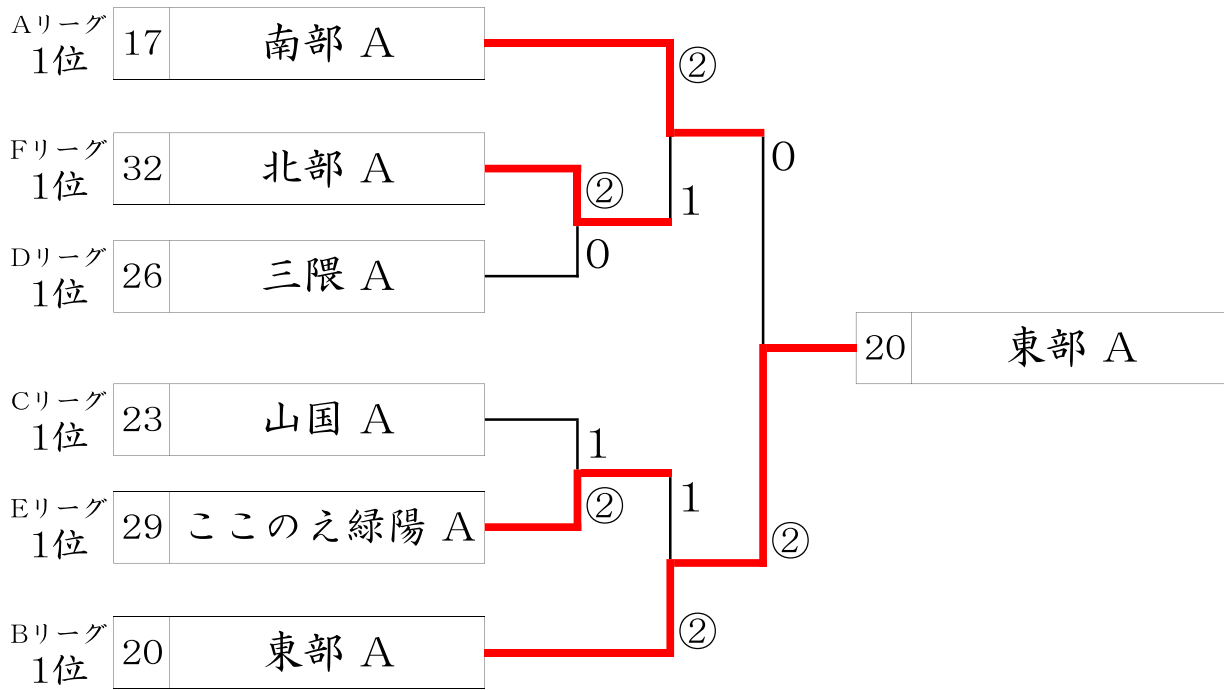 Aリーグ
1位
17
南部 A
②
Fリーグ
1位
32
北部 A
②
1
0
Dリーグ
1位
26
三隈 A
0
20
東部 A
Cリーグ
1位
23
山国 A
1
Eリーグ
1位
29
ここのえ緑陽 A
②
1
②
Bリーグ
1位
20
東部 A
②